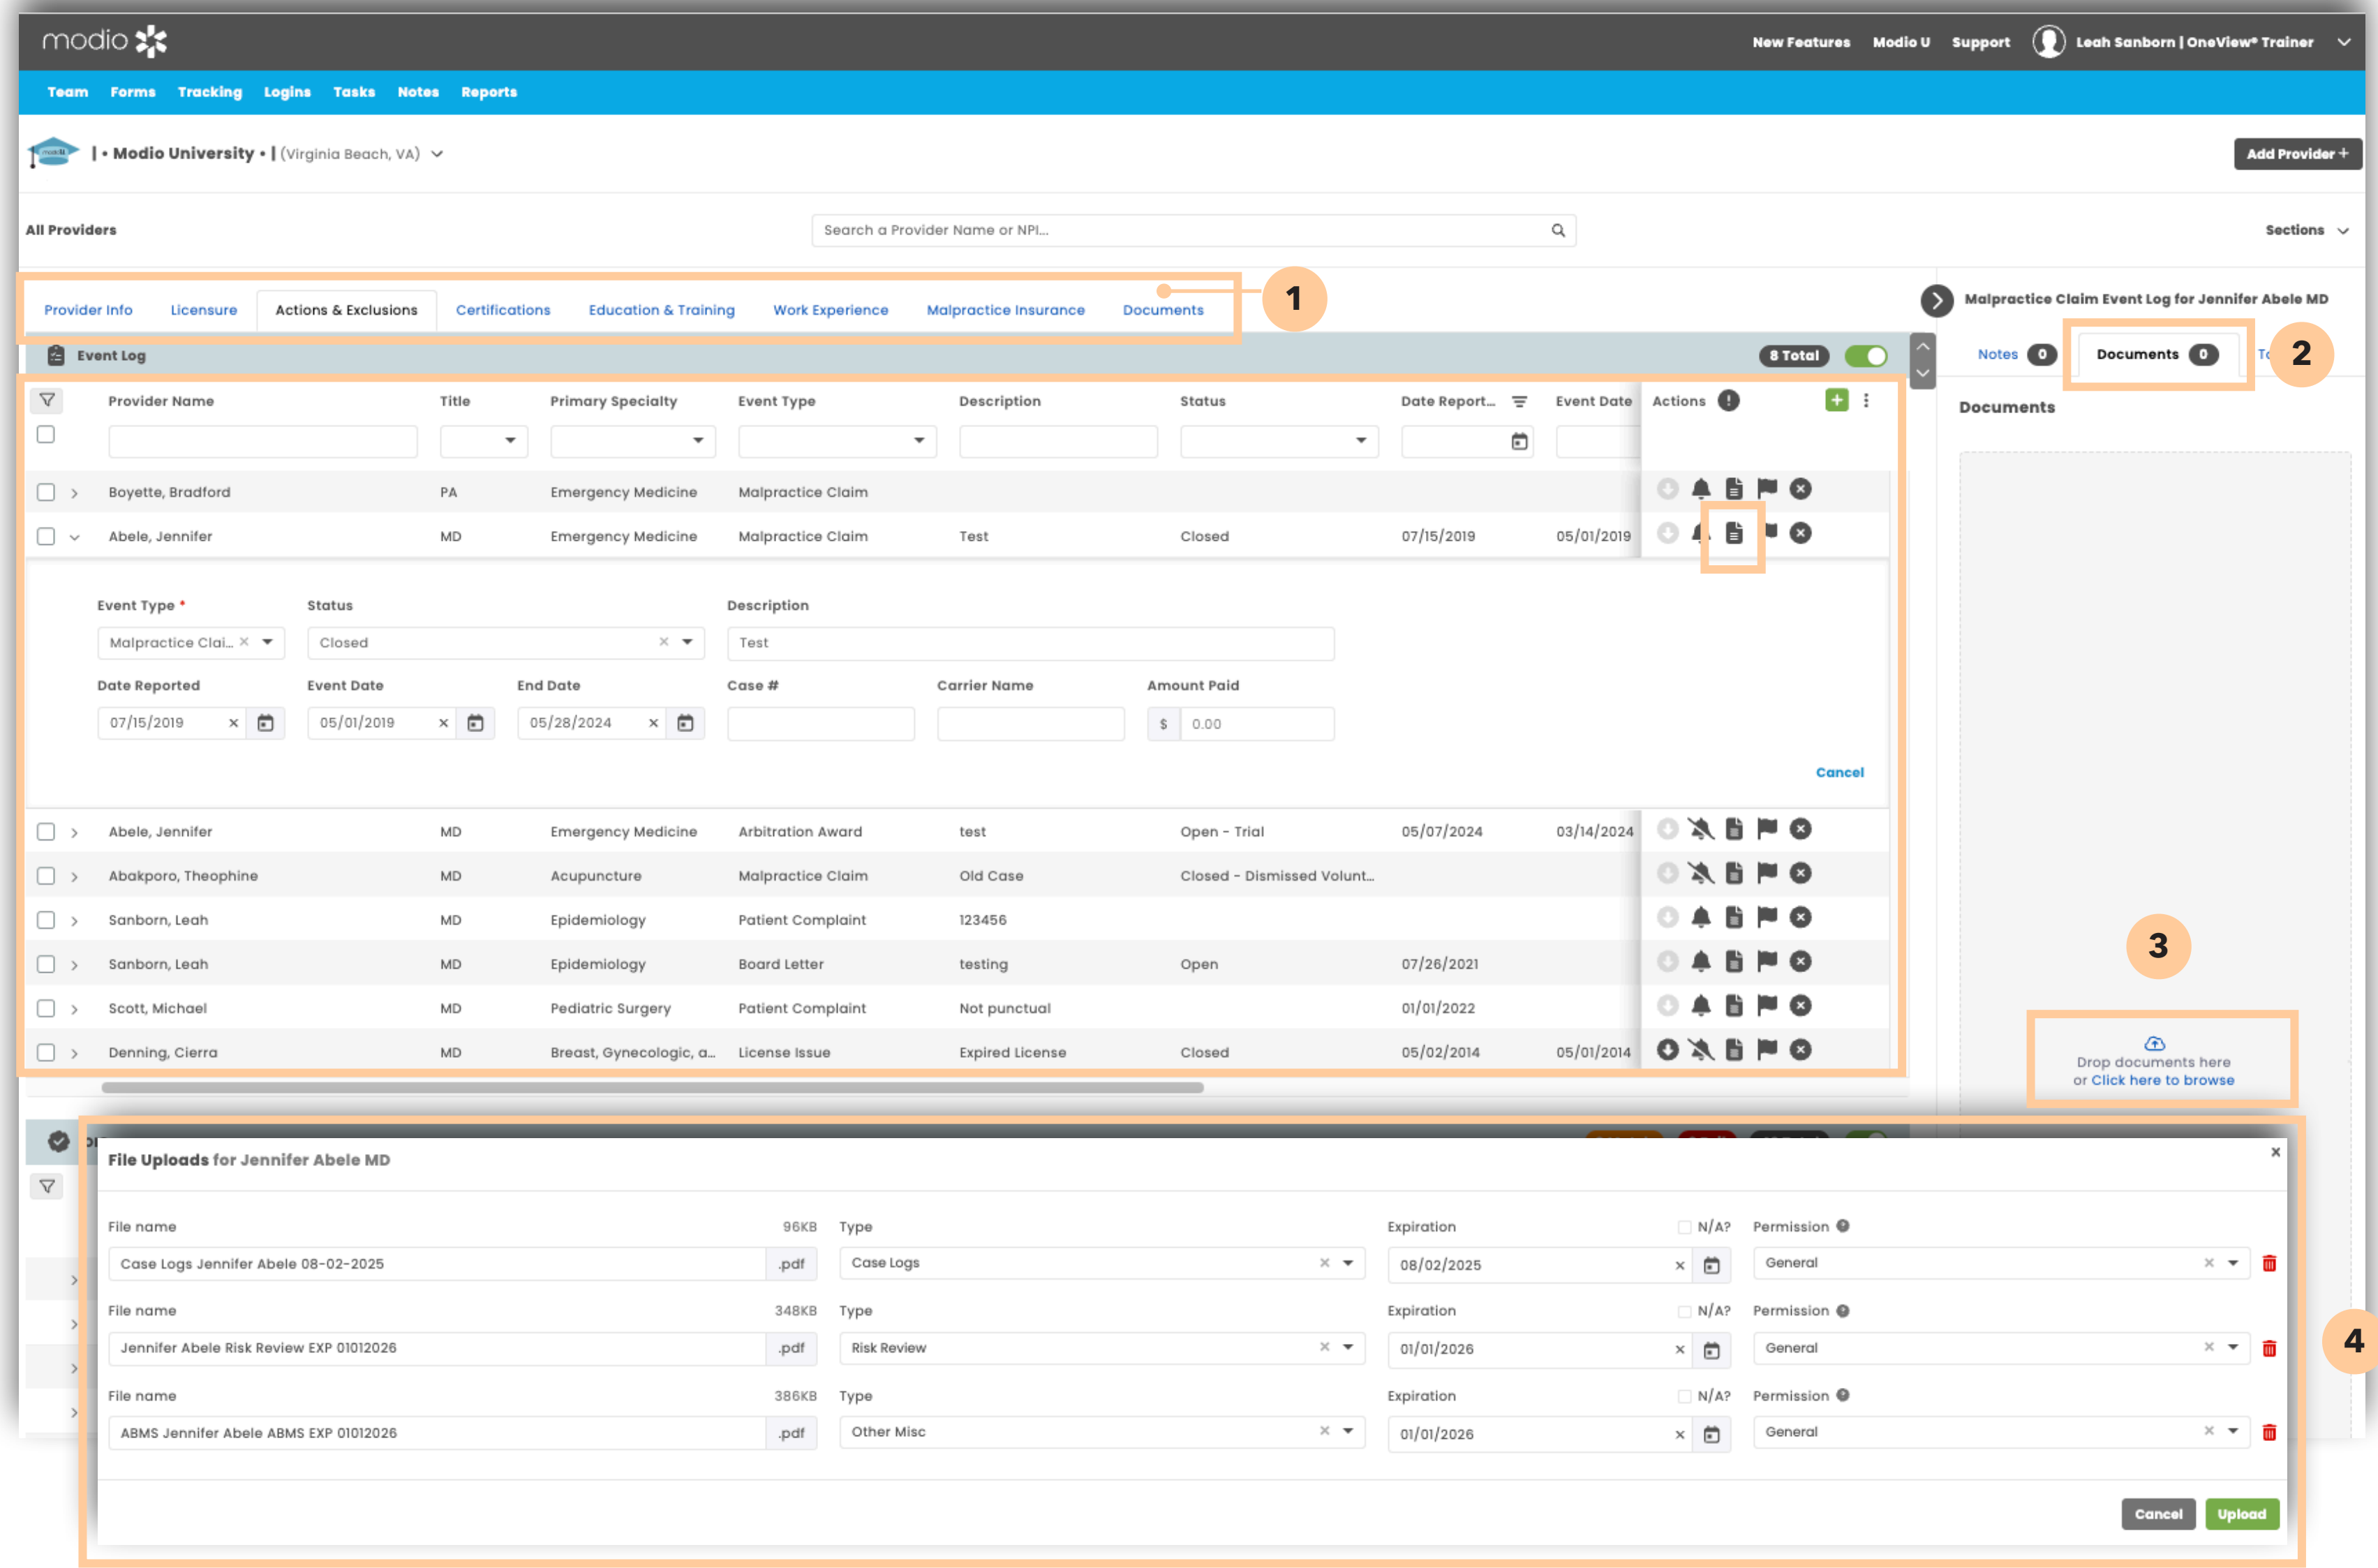 modio
New Features Modio U Support Leah Sanborn | OneView® Trainer
Team Forms Tracking Logins Tasks Notes Reports
| • Modio University • | (Virginia Beach, VA)
Add Provider +
All Providers
Search a Provider Name or NPI...
Sections
Provider Info Licensure Actions & Exclusions Certifications Education & Training Work Experience Malpractice Insurance Documents
1
Malpractice Claim Event Log for Jennifer Abele MD
Event Log
8 Total
Notes 0 Documents 0
2
Provider Name Title Primary Specialty Event Type Description Status Date Report... Event Date Actions
Documents
Boyette, Bradford PA Emergency Medicine Malpractice Claim
Abele, Jennifer MD Emergency Medicine Malpractice Claim Test Closed 07/15/2019 05/01/2019
Event Type * Status Description
Malpractice Clai... Closed Test
Date Reported Event Date End Date Case # Carrier Name Amount Paid
07/15/2019 05/01/2019 05/28/2024 $ 0.00
Cancel
Abele, Jennifer MD Emergency Medicine Arbitration Award test Open - Trial 05/07/2024 03/14/2024
Abakporo, Theophine MD Acupuncture Malpractice Claim Old Case Closed - Dismissed Volunt...
Sanborn, Leah MD Epidemiology Patient Complaint 123456
Sanborn, Leah MD Epidemiology Board Letter testing Open 07/26/2021
Scott, Michael MD Pediatric Surgery Patient Complaint Not punctual 01/01/2022
Denning, Cierra MD Breast, Gynecologic, a... License Issue Expired License Closed 05/02/2014 05/01/2014
3
Drop documents here
or Click here to browse
File Uploads for Jennifer Abele MD
x
File name 96KB Type Expiration N/A? Permission
Case Logs Jennifer Abele 08-02-2025 .pdf Case Logs 08/02/2025 General
File name 348KB Type Expiration N/A? Permission
Jennifer Abele Risk Review EXP 01012026 .pdf Risk Review 01/01/2026 General
4
File name 386KB Type Expiration N/A? Permission
ABMS Jennifer Abele ABMS EXP 01012026 .pdf Other Misc 01/01/2026 General
Cancel Upload